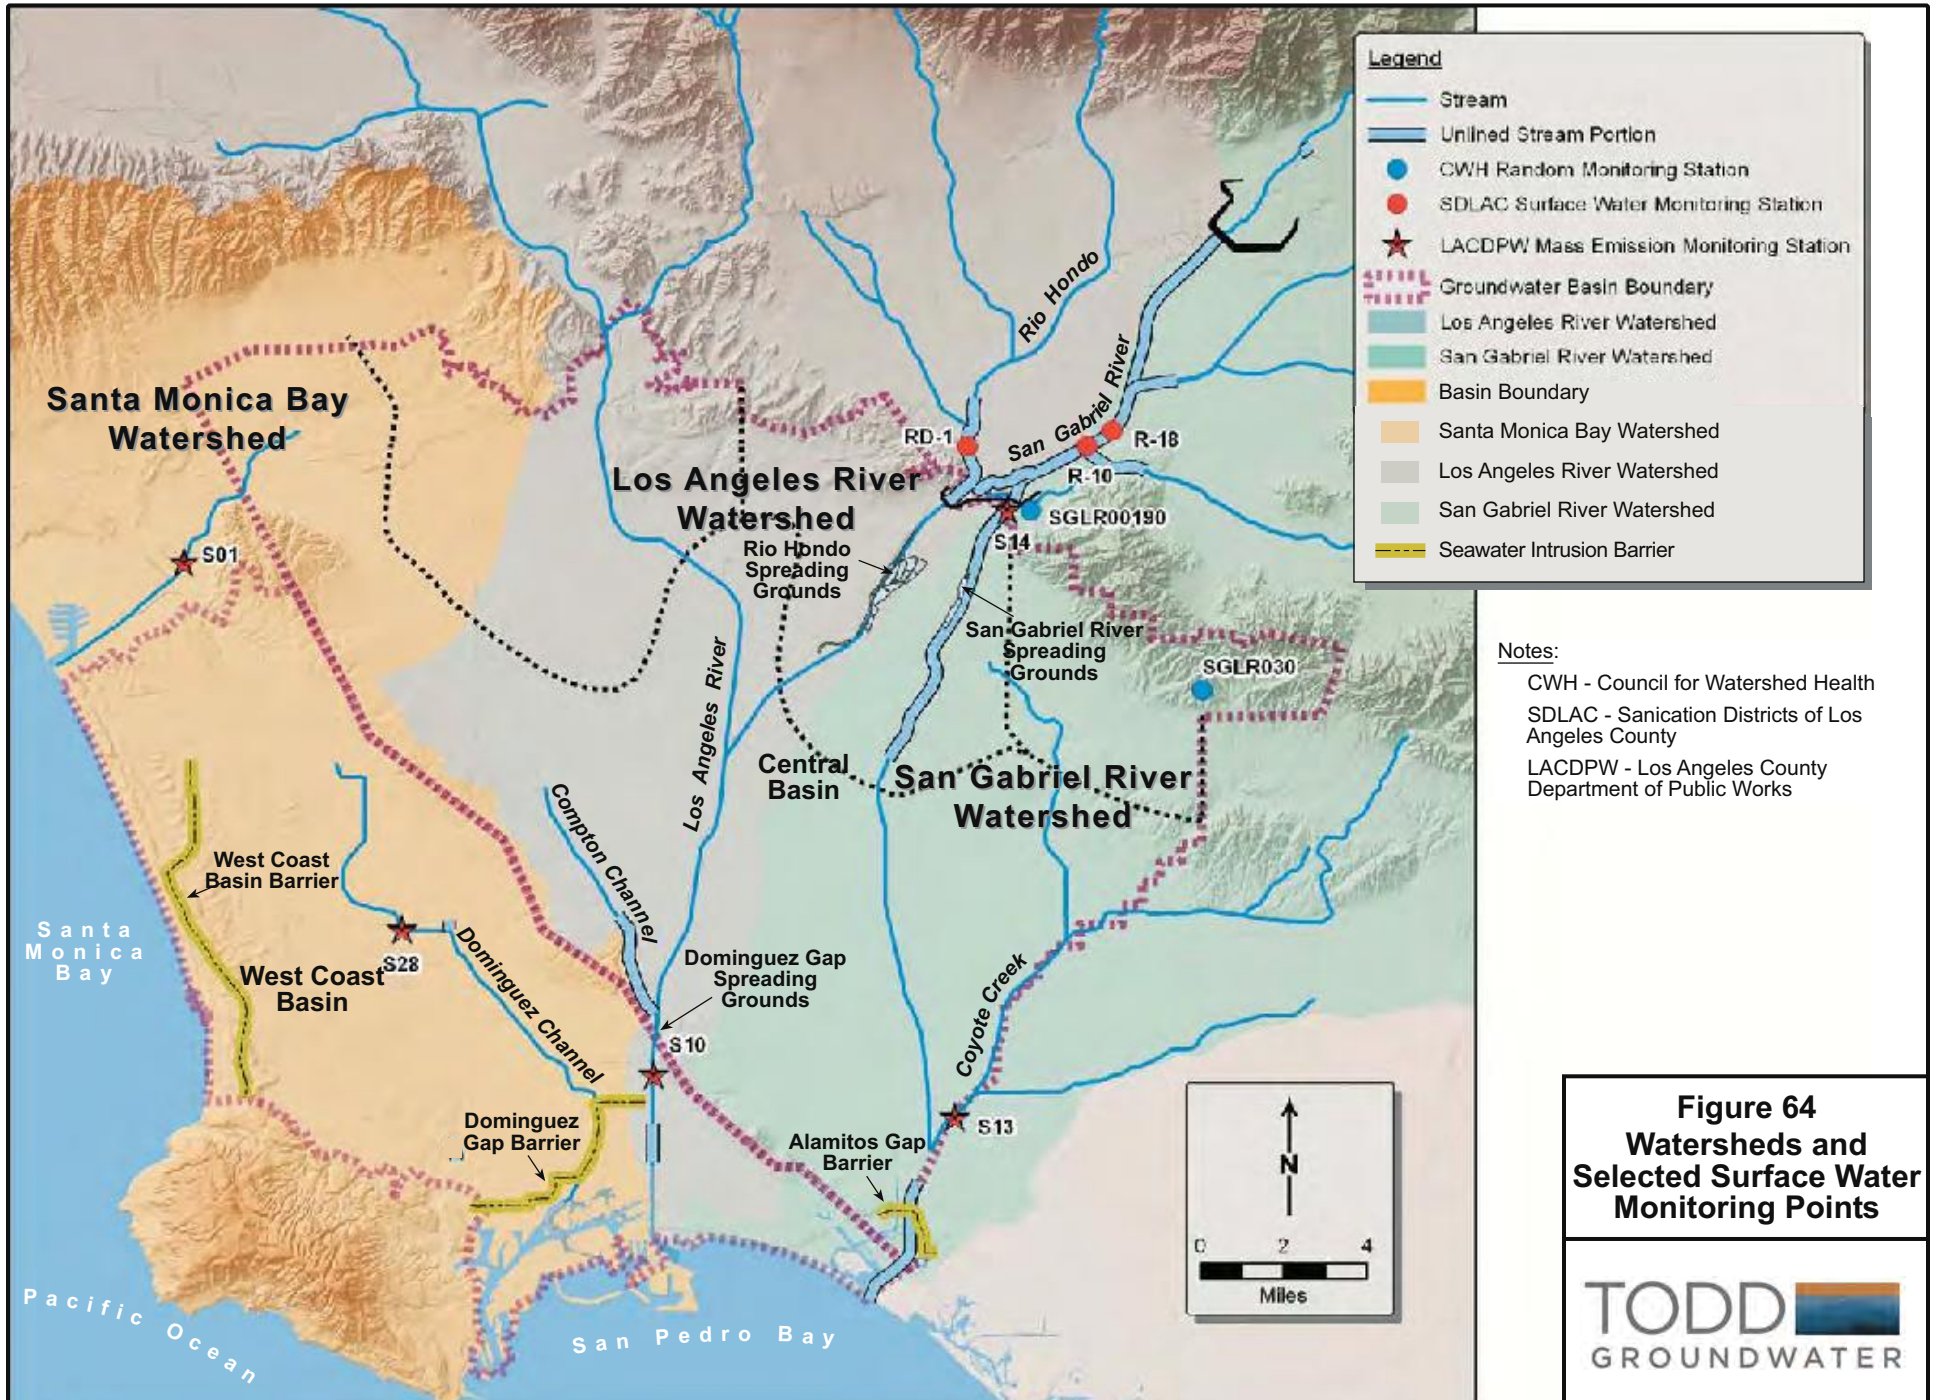 Legend
Stream
Unlined Stream Portion
CWH Random Monitoring Station
SDLAC Surface Water Monitoring Station
LACDPW Mass Emission Monitoring Station
Groundwater Basin Boundary
Los Angeles River Watershed
San Gabriel River Watershed
Basin Boundary
Santa Monica Bay Watershed
Los Angeles River Watershed
San Gabriel River Watershed
Seawater Intrusion Barrier
Rio Hondo
San Gabriel River
Santa Monica Bay
Watershed
RD-1
R-18
R-10
Los Angeles River
Watershed
SGLR00190
S14
S01
Rio Hondo
Spreading
Grounds
San Gabriel River
Spreading
Grounds
SGLR030
Los Angeles River
Central
Basin
San Gabriel River
Watershed
Compton Channel
West Coast
Basin Barrier
Santa
Monica
Bay
S28
West Coast
Basin
Dominguez Channel
Dominguez Gap
Spreading
Grounds
Coyote Creek
S10
S13
Dominguez
Gap Barrier
Alamitos Gap
Barrier
N
0 2 4
Miles
Pacific Ocean
San Pedro Bay
Notes:
CWH - Council for Watershed Health
SDLAC - Sanication Districts of Los
Angeles County
LACDPW - Los Angeles County
Department of Public Works
Figure 64
Watersheds and
Selected Surface Water
Monitoring Points
TODD
GROUNDWATER